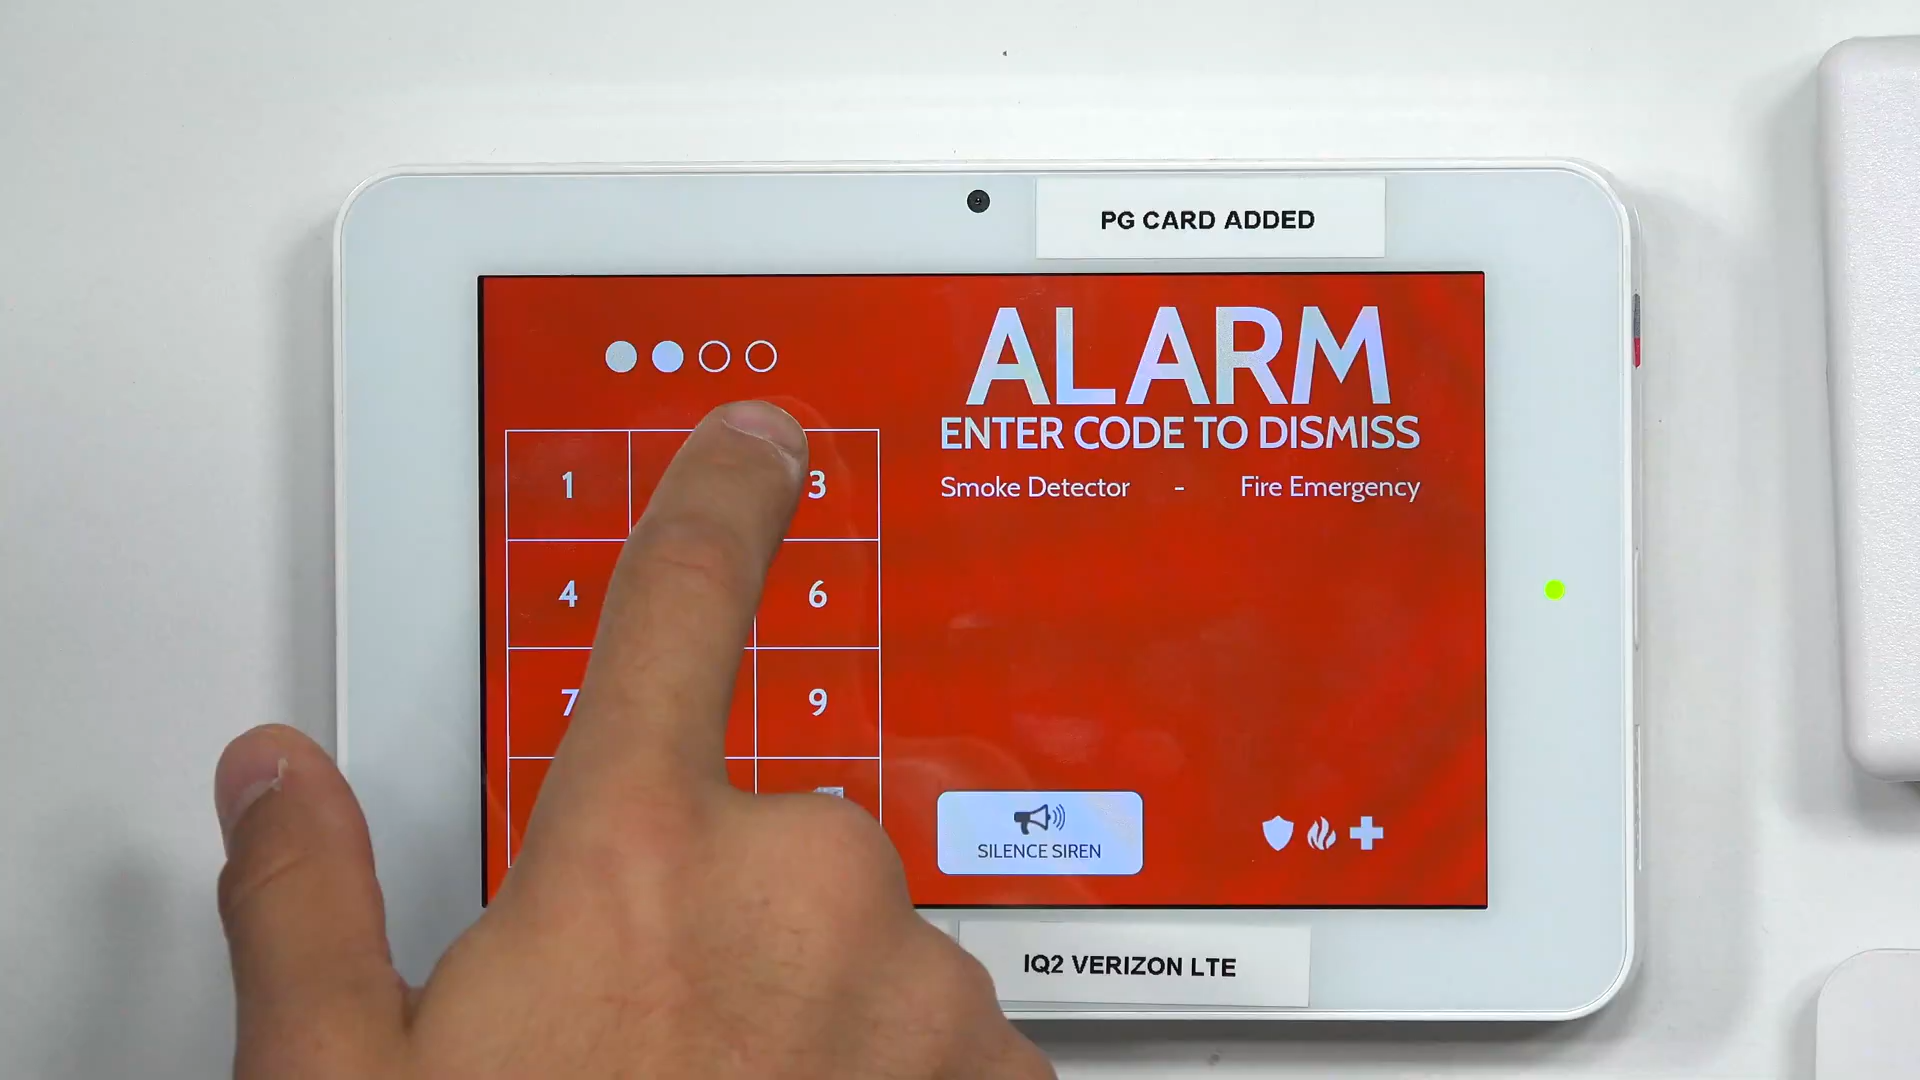 PG CARD ADDED
ALARM
ENTER CODE TO DISMISS
Smoke Detector - Fire Emergency
1 3
4 6
7 9
SILENCE SIREN
IQ2 VERIZON LTE